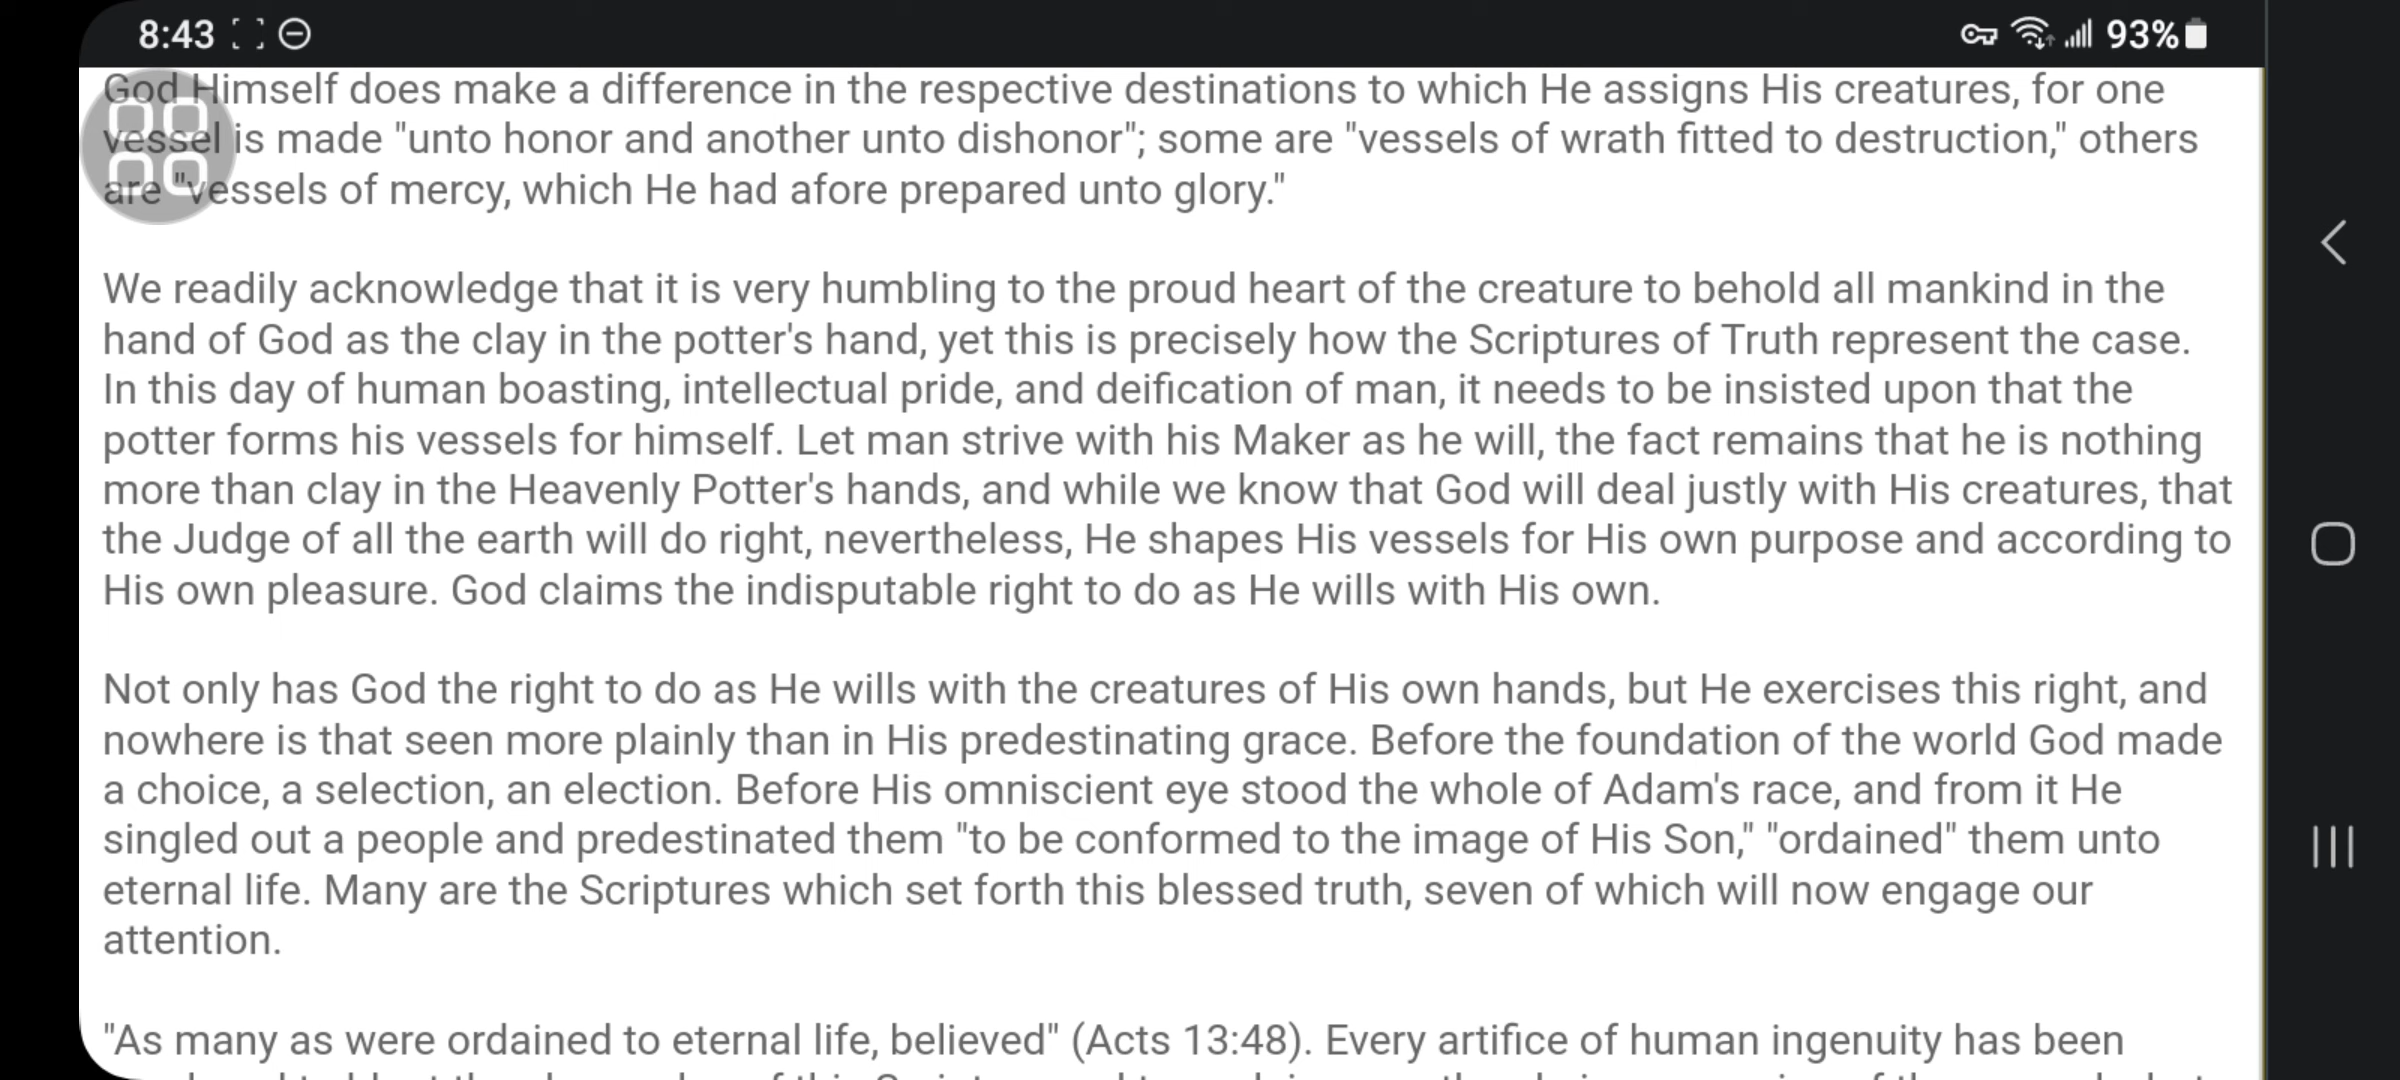 8:43
93%
God Himself does make a difference in the respective destinations to which He assigns His creatures, for one
vessel is made "unto honor and another unto dishonor"; some are "vessels of wrath fitted to destruction," others
are "vessels of mercy, which He had afore prepared unto glory."
We readily acknowledge that it is very humbling to the proud heart of the creature to behold all mankind in the
hand of God as the clay in the potter's hand, yet this is precisely how the Scriptures of Truth represent the case.
In this day of human boasting, intellectual pride, and deification of man, it needs to be insisted upon that the
potter forms his vessels for himself. Let man strive with his Maker as he will, the fact remains that he is nothing
more than clay in the Heavenly Potter's hands, and while we know that God will deal justly with His creatures, that
the Judge of all the earth will do right, nevertheless, He shapes His vessels for His own purpose and according to
His own pleasure. God claims the indisputable right to do as He wills with His own.
Not only has God the right to do as He wills with the creatures of His own hands, but He exercises this right, and
nowhere is that seen more plainly than in His predestinating grace. Before the foundation of the world God made
a choice, a selection, an election. Before His omniscient eye stood the whole of Adam's race, and from it He
singled out a people and predestinated them "to be conformed to the image of His Son," "ordained" them unto
eternal life. Many are the Scriptures which set forth this blessed truth, seven of which will now engage our
attention.
"As many as were ordained to eternal life, believed" (Acts 13:48). Every artifice of human ingenuity has been